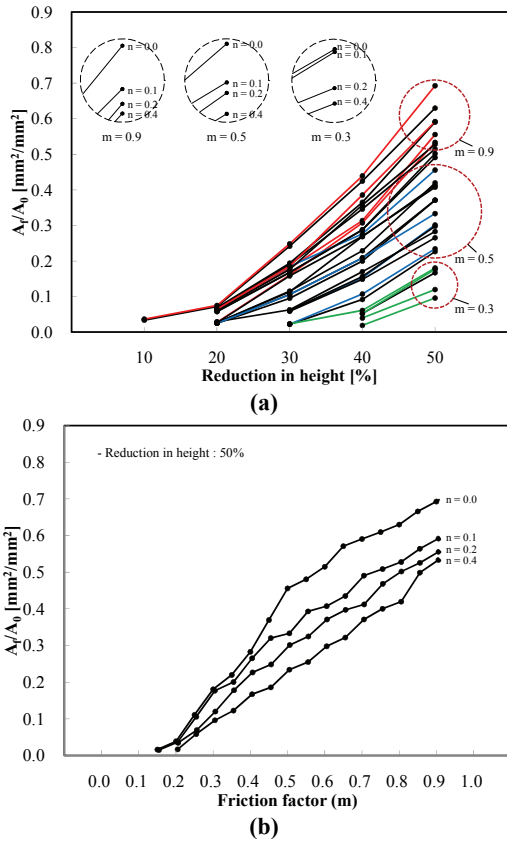 (a)
0.9
0.8
0.7
0.6
0.5
0.4
0.3
0.2
0.1
0.0
A_f/A_0 [mm²/mm²]
n = 0.0
n = 0.1
n = 0.2
n = 0.4
m = 0.9
n = 0.0
n = 0.1
n = 0.2
n = 0.4
m = 0.5
n = 0.0
n = 0.1
n = 0.2
n = 0.4
m = 0.3
m = 0.9
m = 0.5
m = 0.3
10 20 30 40 50
Reduction in height [%]
(a)
0.9
0.8
0.7
0.6
0.5
0.4
0.3
0.2
0.1
0.0
A_f/A_0 [mm²/mm²]
- Reduction in height : 50%
n = 0.0
n = 0.1
n = 0.2
n = 0.4
0.0 0.1 0.2 0.3 0.4 0.5 0.6 0.7 0.8 0.9 1.0
Friction factor (m)
(b)